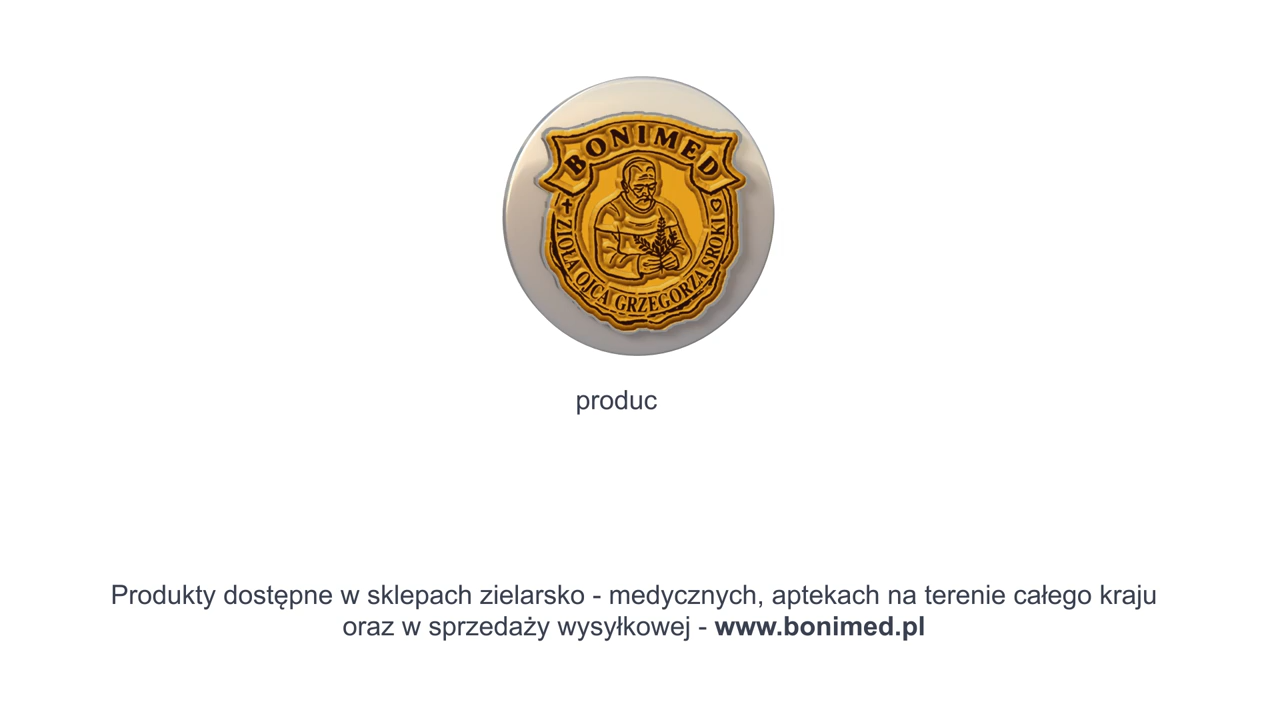 BONIMED
ZIOŁA OJCA GRZEGORZA SROKI
produc
Produkty dostępne w sklepach zielarsko - medycznych, aptekach na terenie całego kraju
oraz w sprzedaży wysyłkowej - www.bonimed.pl